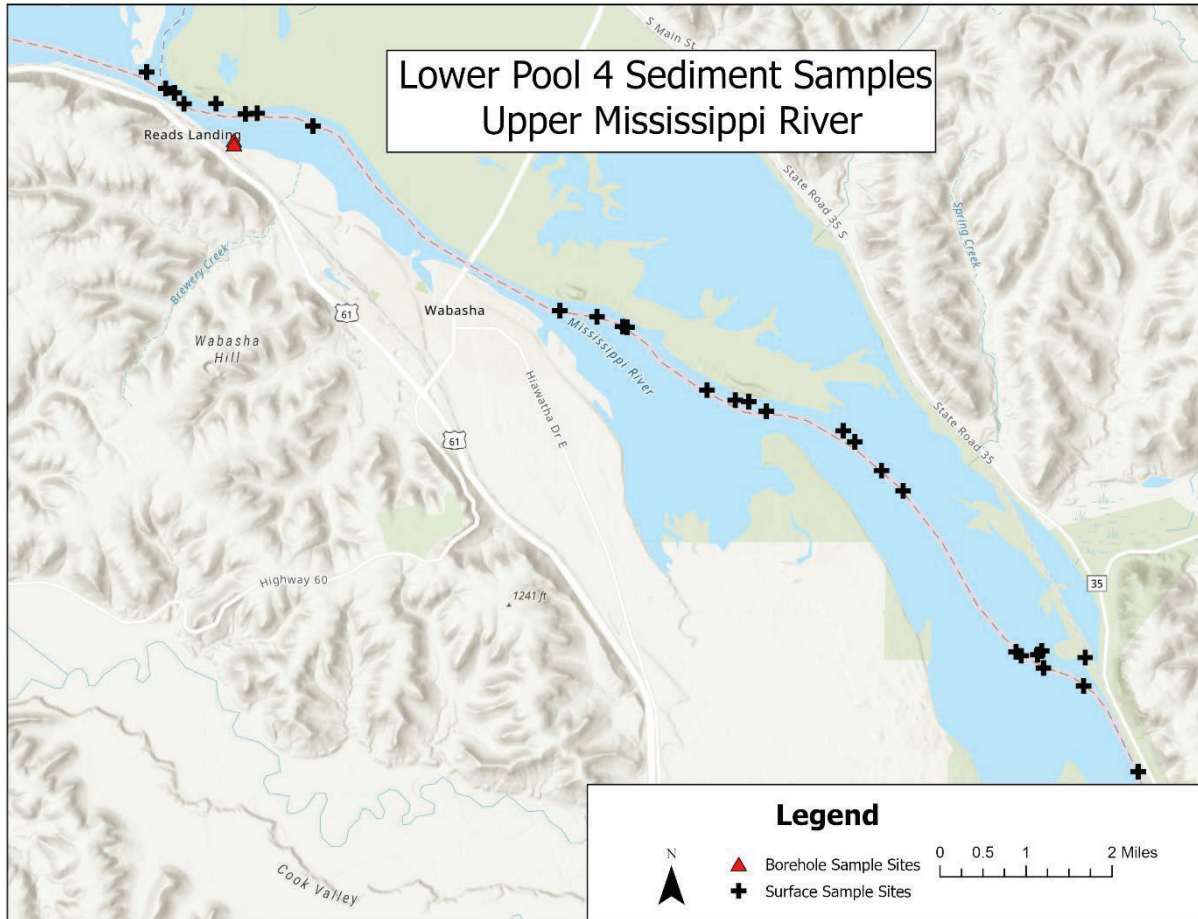 S Main St
Lower Pool 4 Sediment Samples
Upper Mississippi River
Reads Landing
State Road 35 S
Spring Creek
Brewery Creek
61
Wabasha
Wabasha
Hill
Mississippi River
Hiawatha Dr E
State Road 35
61
Highway 60
35
1241 ft
Cook Valley
Legend
N
Borehole Sample Sites
Surface Sample Sites
0 0.5 1 2 Miles